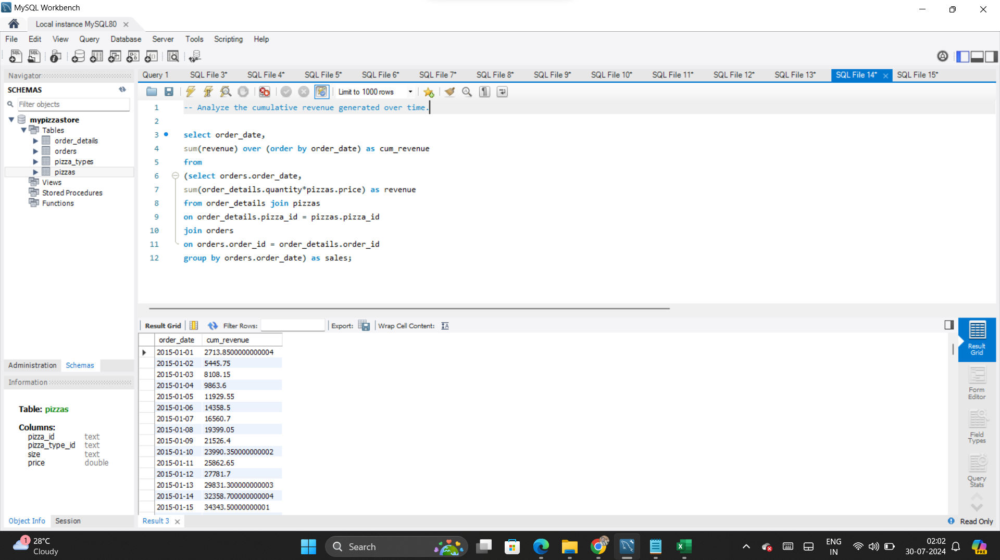 MySQL Workbench
Local instance MySQL80
File Edit View Query Database Server Tools Scripting Help
Navigator
SCHEMAS
Filter objects
mypizzastore
Tables
order_details
orders
pizza_types
pizzas
Views
Stored Procedures
Functions
Administration Schemas
Information
Table: pizzas
Columns:
pizza_id text
pizza_type_id text
size text
price double
Object Info Session
Query 1 SQL File 3* SQL File 4* SQL File 5* SQL File 6* SQL File 7* SQL File 8* SQL File 9* SQL File 10* SQL File 11* SQL File 12* SQL File 13* SQL File 14* SQL File 15*
Limit to 1000 rows
1 -- Analyze the cumulative revenue generated over time.
2
3 select order_date,
4 sum(revenue) over (order by order_date) as cum_revenue
5 from
6 (select orders.order_date,
7 sum(order_details.quantity*pizzas.price) as revenue
8 from order_details join pizzas
9 on order_details.pizza_id = pizzas.pizza_id
10 join orders
11 on orders.order_id = order_details.order_id
12 group by orders.order_date) as sales;
Result Grid Filter Rows: Export: Wrap Cell Content:
order_date cum_revenue
2015-01-01 2713.8500000000004
2015-01-02 5445.75
2015-01-03 8108.15
2015-01-04 9863.6
2015-01-05 11929.55
2015-01-06 14358.5
2015-01-07 16560.7
2015-01-08 19399.05
2015-01-09 21526.4
2015-01-10 23990.350000000002
2015-01-11 25862.65
2015-01-12 27781.7
2015-01-13 29831.300000000003
2015-01-14 32358.700000000004
2015-01-15 34343.50000000001
Result
Grid
Form
Editor
Field
Types
Query
Stats
Result 3
Read Only
1
28°C
Cloudy
Search
ENG
IN
02:02
30-07-2024
PRE